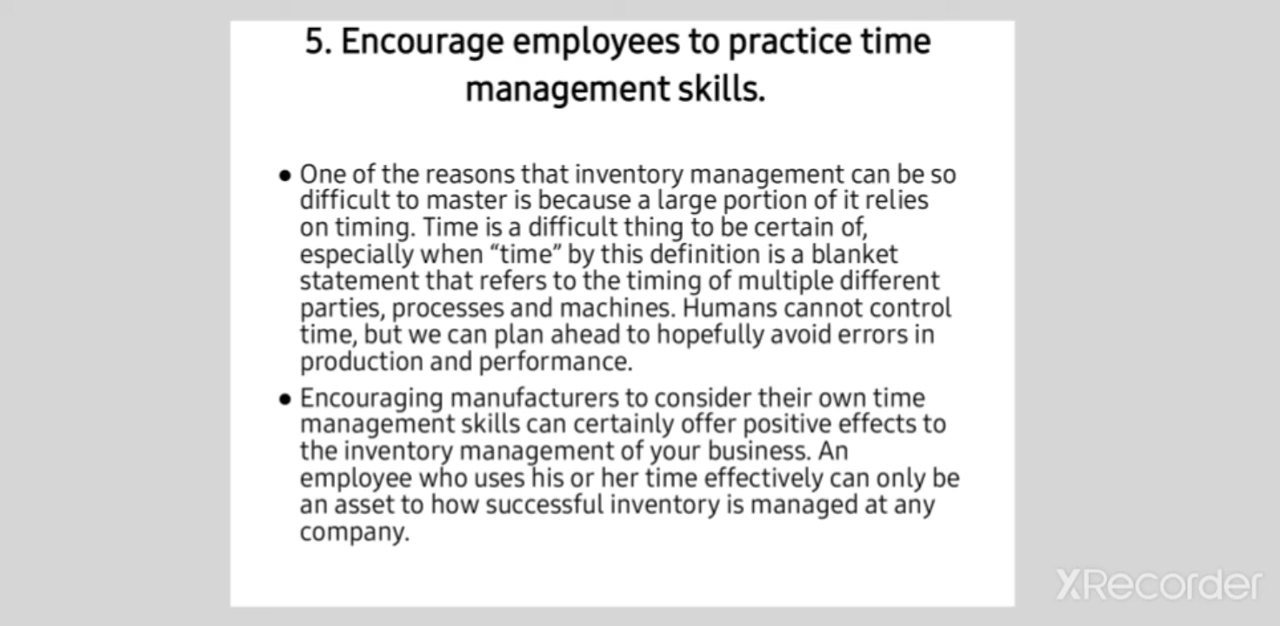 5. Encourage employees to practice time
management skills.
● One of the reasons that inventory management can be so
difficult to master is because a large portion of it relies
on timing. Time is a difficult thing to be certain of,
especially when “time” by this definition is a blanket
statement that refers to the timing of multiple different
parties, processes and machines. Humans cannot control
time, but we can plan ahead to hopefully avoid errors in
production and performance.
● Encouraging manufacturers to consider their own time
management skills can certainly offer positive effects to
the inventory management of your business. An
employee who uses his or her time effectively can only be
an asset to how successful inventory is managed at any
company.
XRecorder